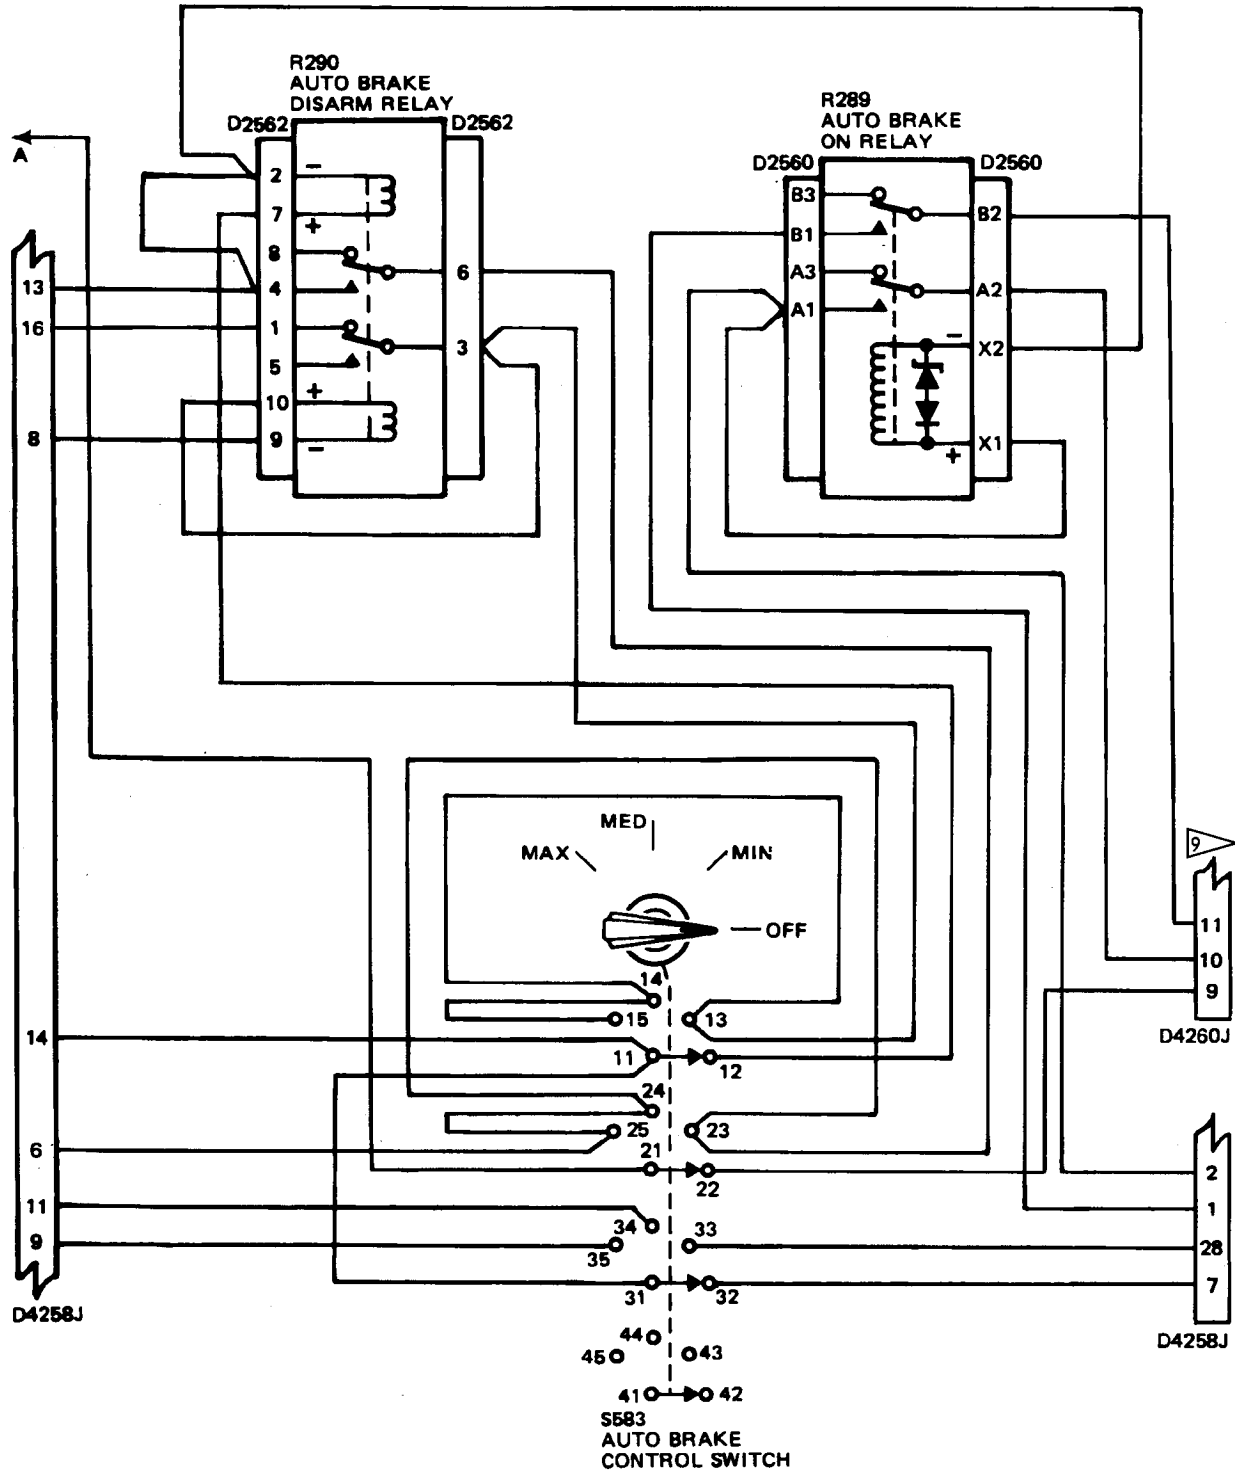 R290
AUTO BRAKE
DISARM RELAY
D2562
D2562
2
7
8
4
1
5
10
9
−
+
+
−
6
3
R289
AUTO BRAKE
ON RELAY
D2560
D2560
B3
B1
A3
A1
B2
A2
−
X2
X1
+
A
13
16
8
14
6
11
9
D4258J
MED
MAX
MIN
OFF
14
15
13
11
12
24
25
23
21
22
34
33
35
31
32
44
45
43
41
42
S583
AUTO BRAKE
CONTROL SWITCH
9
11
10
9
D4260J
2
1
28
7
D4258J